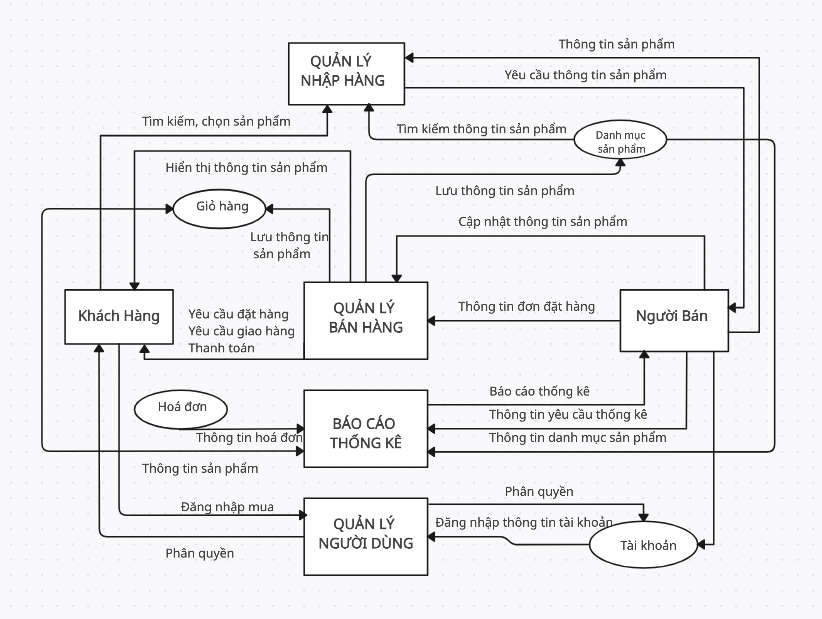 QUẢN LÝ
NHẬP HÀNG
Thông tin sản phẩm
Yêu cầu thông tin sản phẩm
Tìm kiếm, chọn sản phẩm
Tìm kiếm thông tin sản phẩm
Danh mục
sản phẩm
Hiển thị thông tin sản phẩm
Lưu thông tin sản phẩm
Giỏ hàng
Cập nhật thông tin sản phẩm
Lưu thông tin
sản phẩm
Khách Hàng
Yêu cầu đặt hàng
Yêu cầu giao hàng
Thanh toán
QUẢN LÝ
BÁN HÀNG
Thông tin đơn đặt hàng
Người Bán
Hoá đơn
Thông tin hoá đơn
BÁO CÁO
THỐNG KÊ
Báo cáo thống kê
Thông tin yêu cầu thống kê
Thông tin danh mục sản phẩm
Thông tin sản phẩm
Đăng nhập mua
Phân quyền
QUẢN LÝ
NGƯỜI DÙNG
Phân quyền
Đăng nhập thông tin tài khoản
Tài khoản